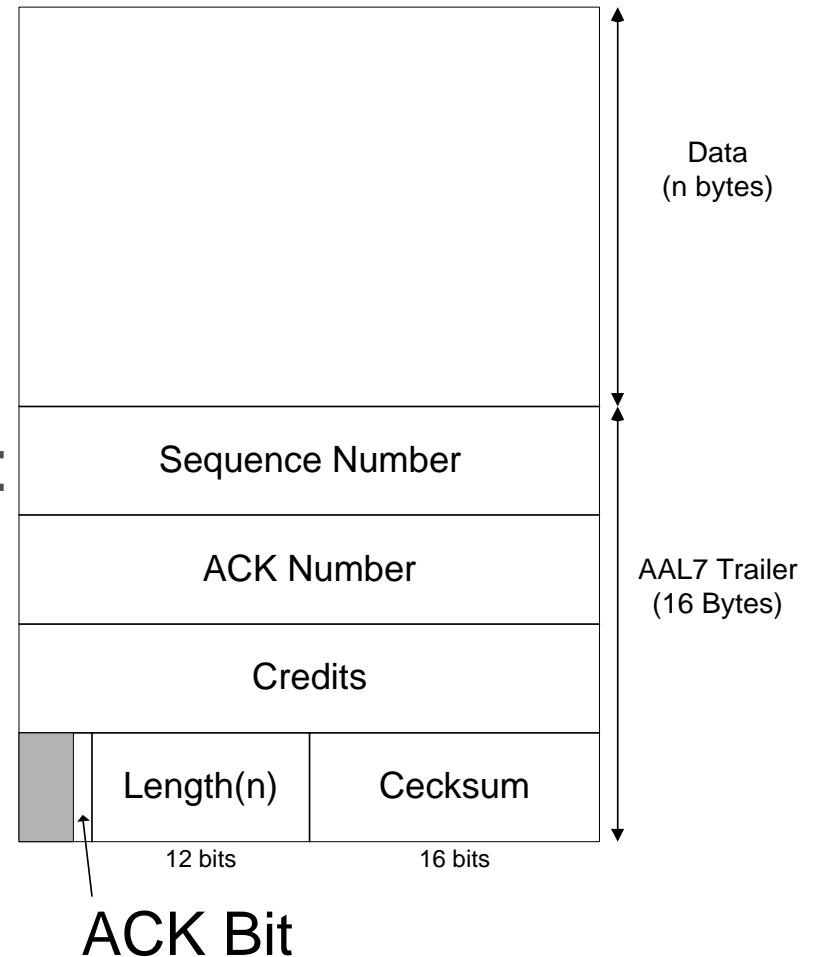 Data
(n bytes)
Sequence Number
:
ACK Number
AAL7 Trailer
(16 Bytes)
Credits
Length(n)
Cecksum
12 bits
16 bits
ACK Bit